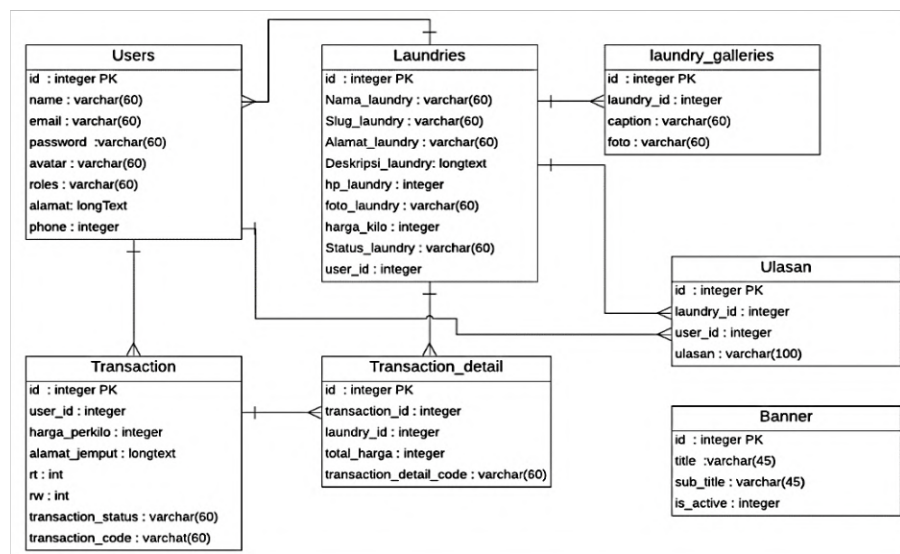 Users
id : integer PK
name : varchar(60)
email : varchar(60)
password :varchar(60)
avatar : varchar(60)
roles : varchar(60)
alamat: longText
phone : integer
Laundries
id : integer PK
Nama_laundry : varchar(60)
Slug_laundry : varchar(60)
Alamat_laundry : varchar(60)
Deskripsi_laundry: longtext
hp_laundry : integer
foto_laundry : varchar(60)
harga_kilo : integer
Status_laundry : varchar(60)
user_id : integer
laundry_galleries
id : integer PK
laundry_id : integer
caption : varchar(60)
foto : varchar(60)
Ulasan
id : integer PK
laundry_id : integer
user_id : integer
ulasan : varchar(100)
Transaction
id : integer PK
user_id : integer
harga_perkilo : integer
alamat_jemput : longtext
rt : int
rw : int
transaction_status : varchar(60)
transaction_code : varchat(60)
Transaction_detail
id : integer PK
transaction_id : integer
laundry_id : integer
total_harga : integer
transaction_detail_code : varchar(60)
Banner
id : integer PK
title :varchar(45)
sub_title : varchar(45)
is_active : integer